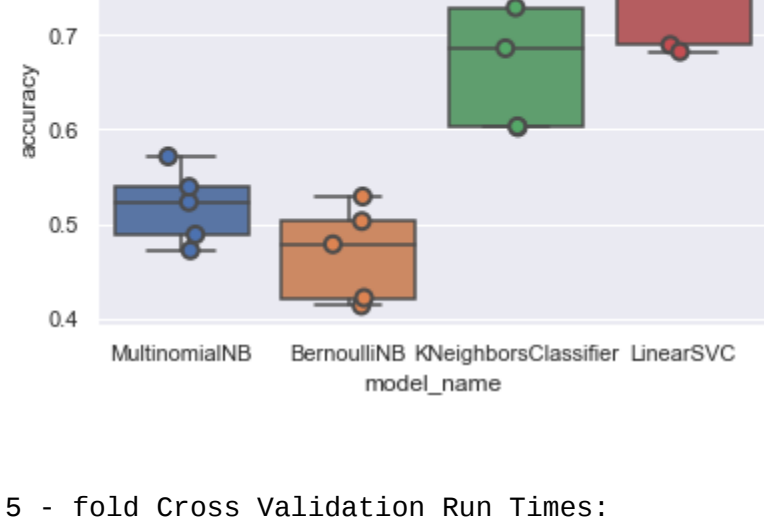 0.7
accuracy
0.6
0.5
0.4
MultinomialNB BernoulliNB KNeighborsClassifier LinearSVC
model_name
5 - fold Cross Validation Run Times: